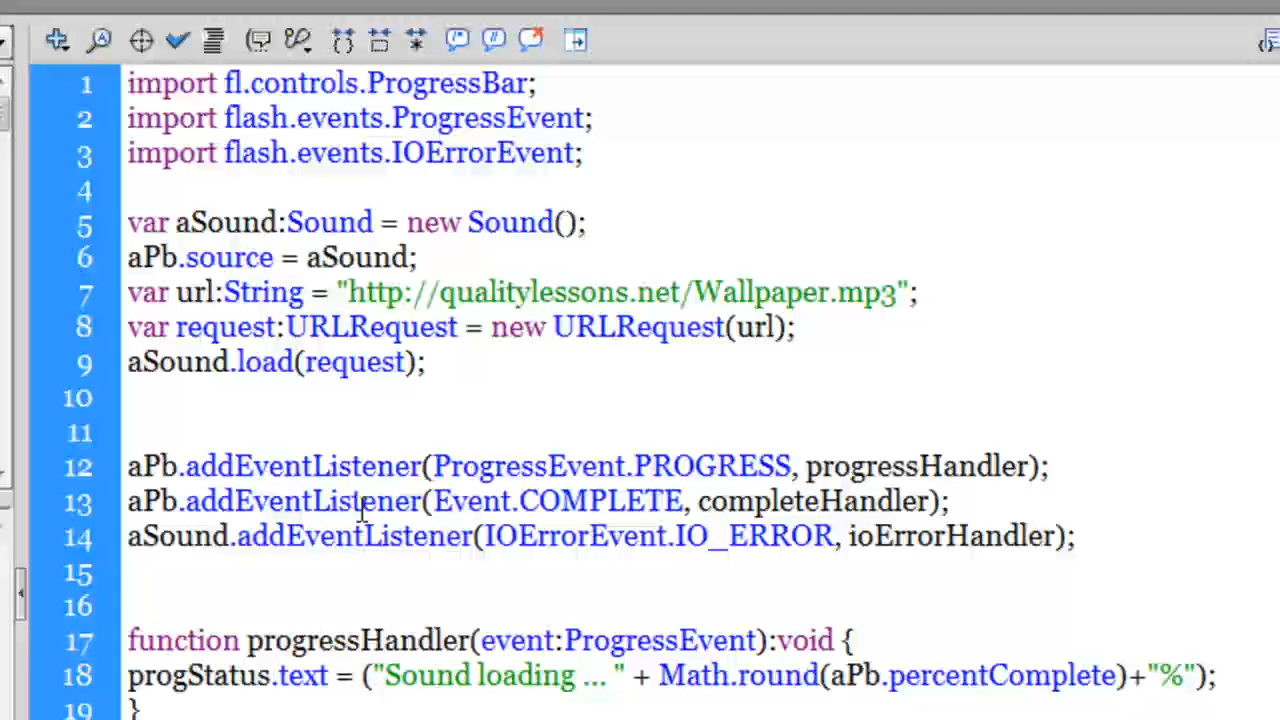 1 import fl.controls.ProgressBar;
2 import flash.events.ProgressEvent;
3 import flash.events.IOErrorEvent;
4
5 var aSound:Sound = new Sound();
6 aPb.source = aSound;
7 var url:String = "http://qualitylessons.net/Wallpaper.mp3";
8 var request:URLRequest = new URLRequest(url);
9 aSound.load(request);
10
11
12 aPb.addEventListener(ProgressEvent.PROGRESS, progressHandler);
13 aPb.addEventListener(Event.COMPLETE, completeHandler);
14 aSound.addEventListener(IOErrorEvent.IO_ERROR, ioErrorHandler);
15
16
17 function progressHandler(event:ProgressEvent):void {
18 progStatus.text = ("Sound loading ... " + Math.round(aPb.percentComplete)+"%");
19 }